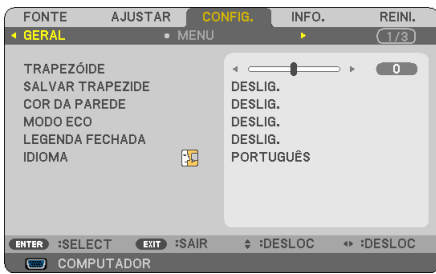 FONTE AJUSTAR CONFIG. INFO. REINI.
GERAL MENU (1/3)
TRAPEZÓIDE 0
SALVAR TRAPEZIDE DESLIG.
COR DA PAREDE DESLIG.
MODO ECO DESLIG.
LEGENDA FECHADA DESLIG.
IDIOMA PORTUGUÊS
ENTER :SELECT EXIT :SAIR :DESLOC :DESLOC
COMPUTADOR